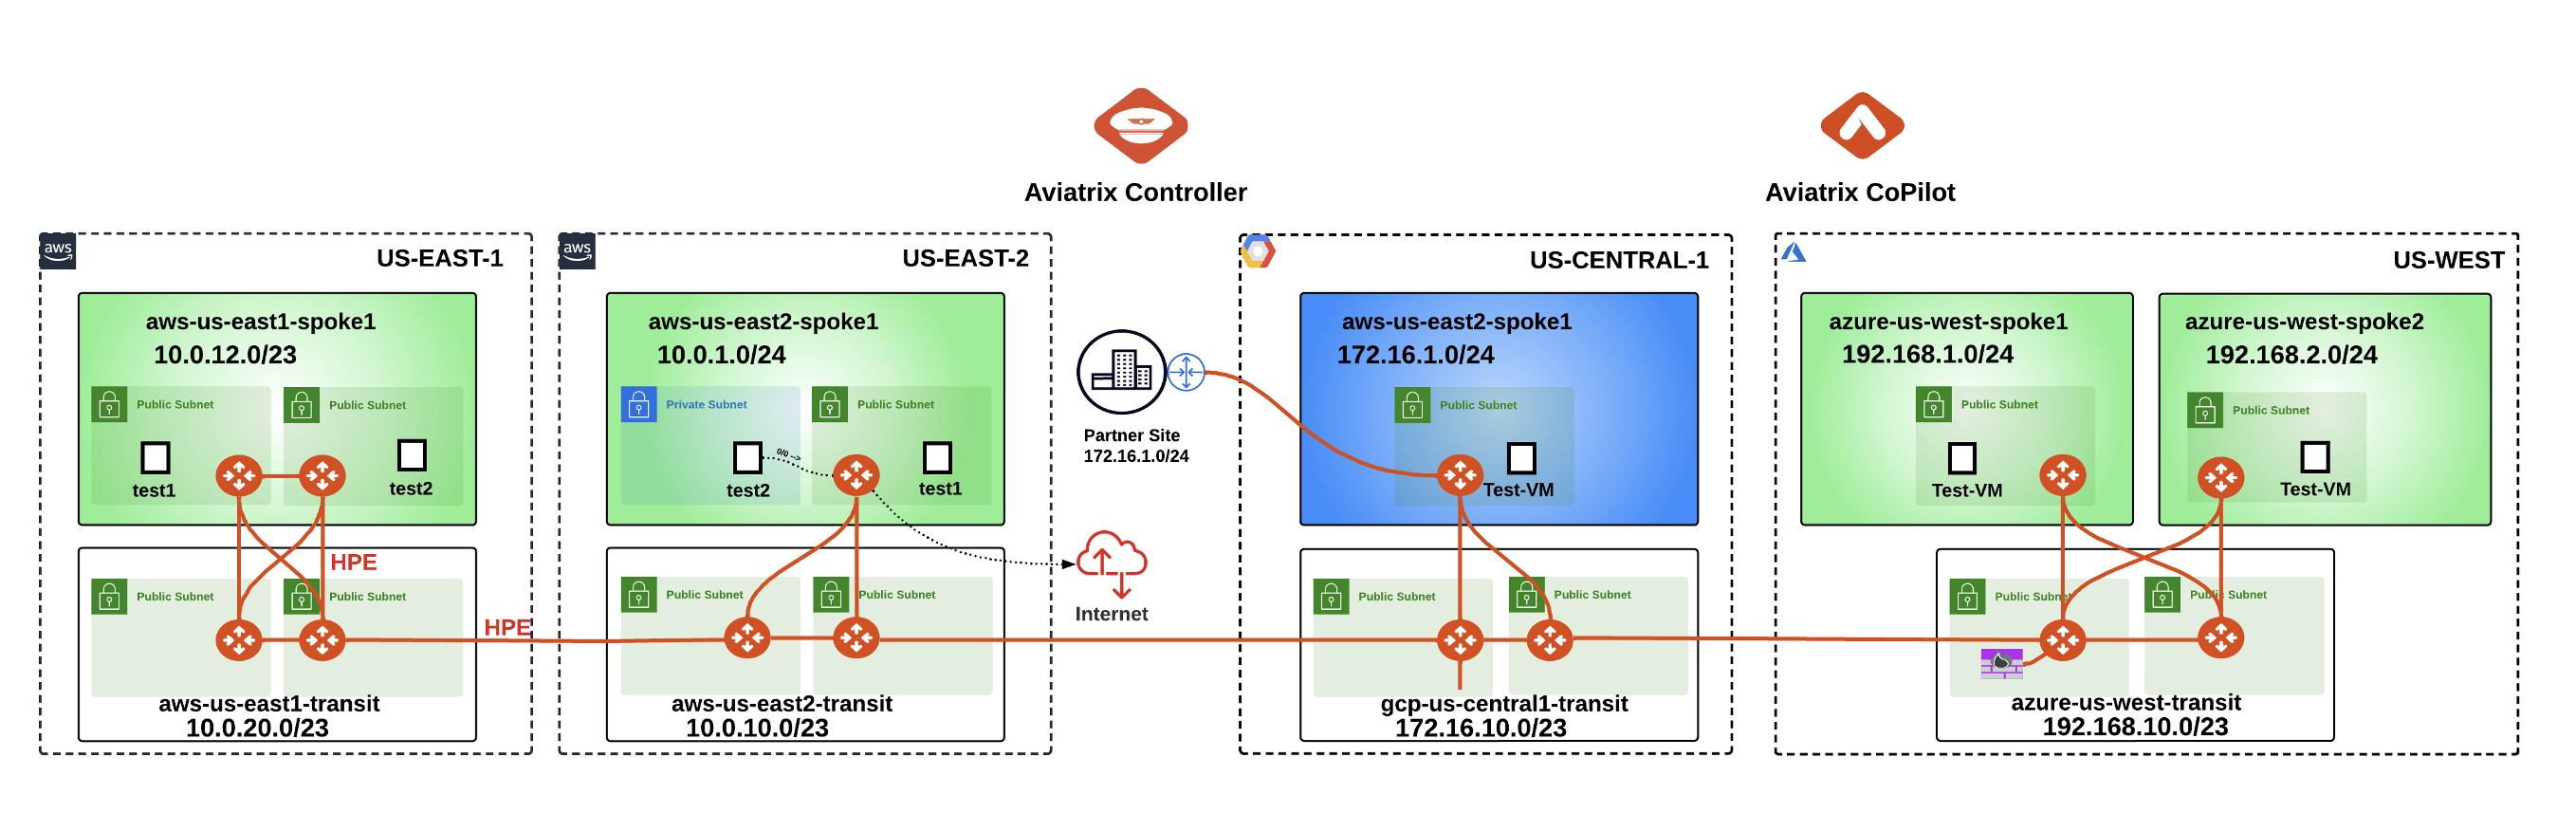 Aviatrix Controller
Aviatrix CoPilot
aws
US-EAST-1
aws-us-east1-spoke1
10.0.12.0/23
Public Subnet
Public Subnet
test1
test2
HPE
Public Subnet
Public Subnet
HPE
aws-us-east1-transit
10.0.20.0/23
aws
US-EAST-2
aws-us-east2-spoke1
10.0.1.0/24
Private Subnet
Public Subnet
0/0 -->
test2
test1
Public Subnet
Public Subnet
aws-us-east2-transit
10.0.10.0/23
Partner Site
172.16.1.0/24
Internet
US-CENTRAL-1
aws-us-east2-spoke1
172.16.1.0/24
Public Subnet
Test-VM
Public Subnet
Public Subnet
gcp-us-central1-transit
172.16.10.0/23
US-WEST
azure-us-west-spoke1
192.168.1.0/24
Public Subnet
Test-VM
azure-us-west-spoke2
192.168.2.0/24
Public Subnet
Test-VM
Public Subnet
Public Subnet
azure-us-west-transit
192.168.10.0/23